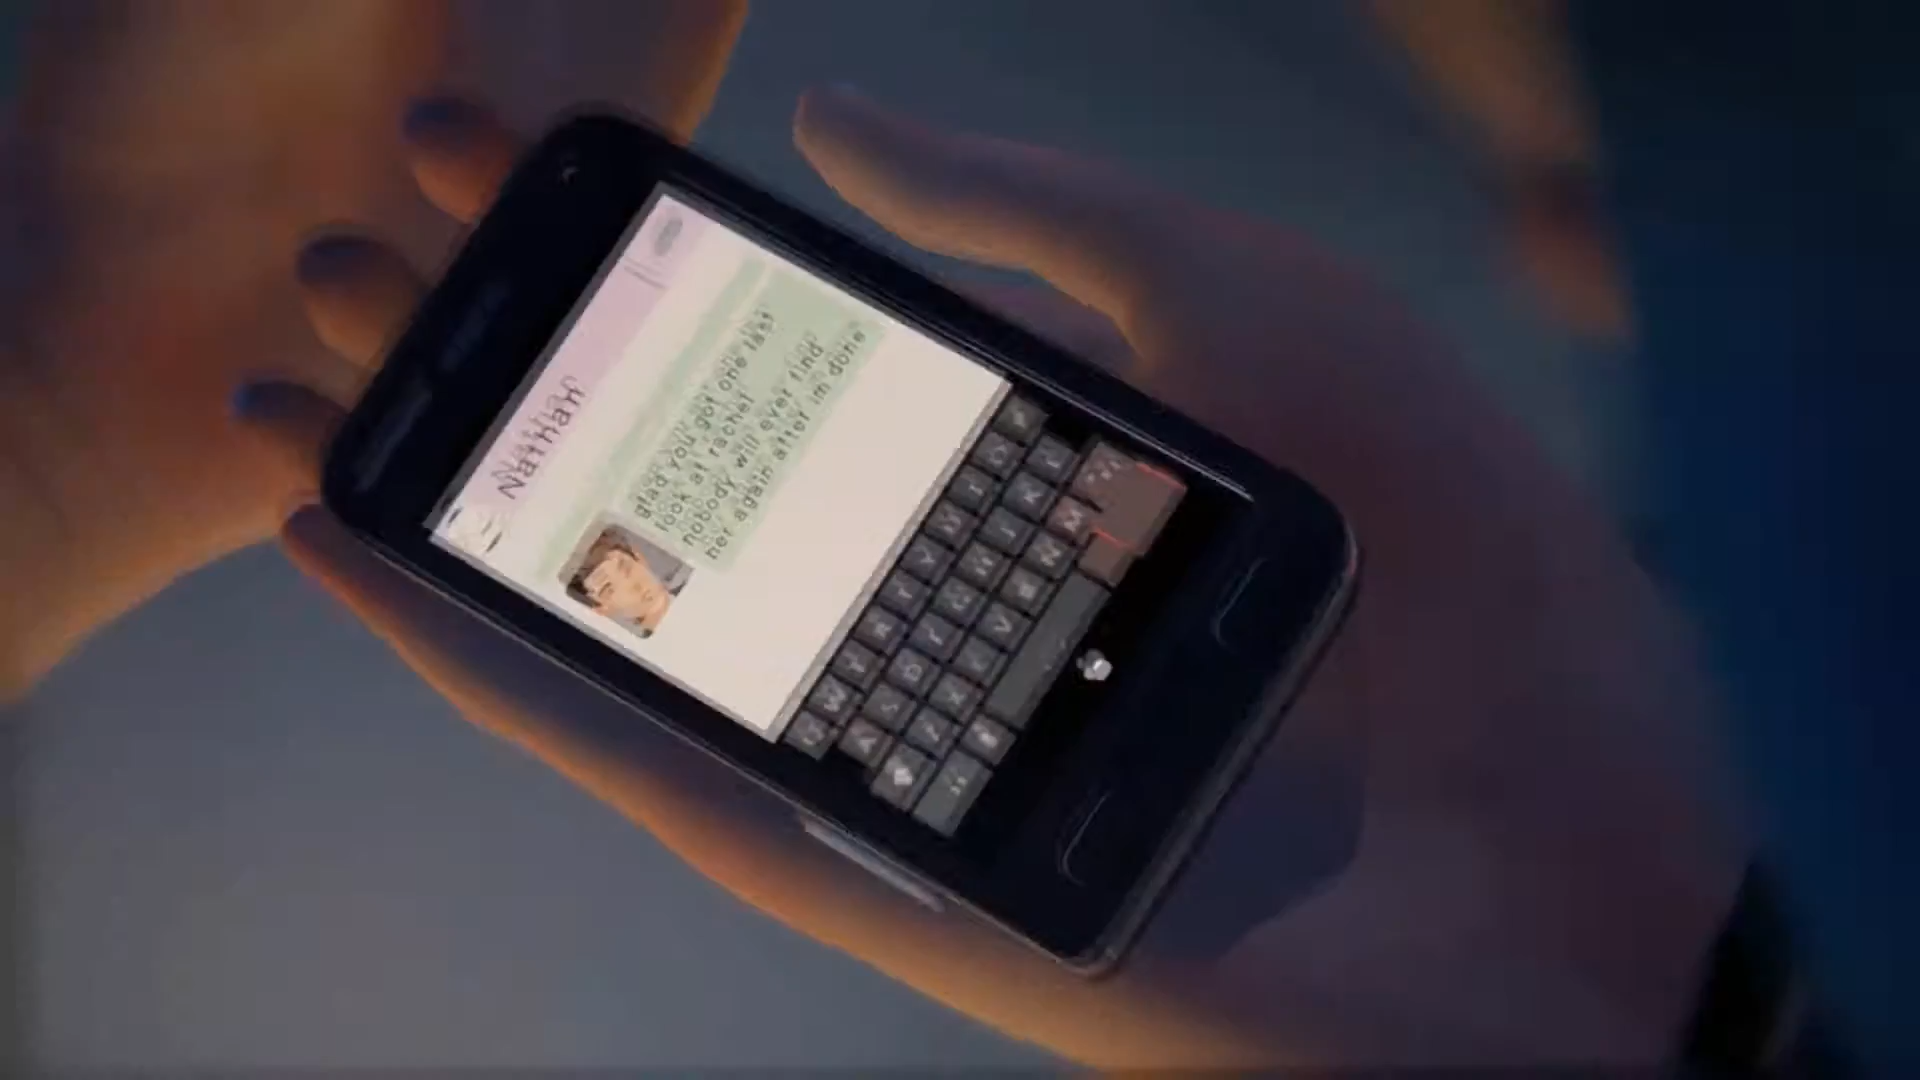 Nathan
glad you got one last
look at rachel
nobody will ever find
her again after im done